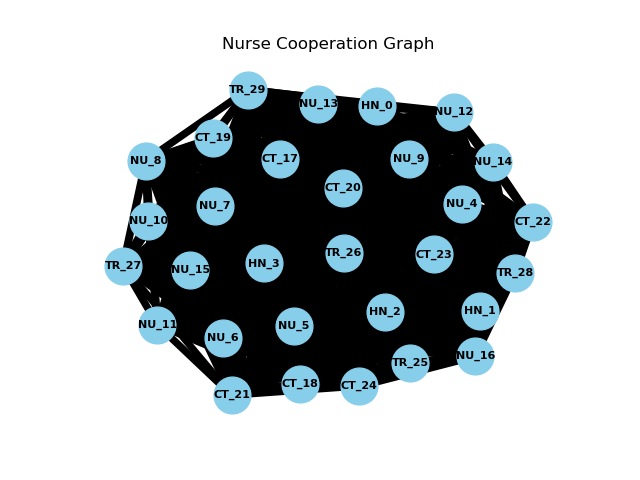 Nurse Cooperation Graph
TR_29
NU_13
HN_0
NU_12
CT_19
CT_17
NU_9
NU_14
NU_8
CT_20
NU_7
NU_4
NU_10
CT_22
TR_27
NU_15
HN_3
TR_26
CT_23
TR_28
NU_11
NU_6
NU_5
HN_2
HN_1
CT_21
CT_18
CT_24
TR_25
NU_16